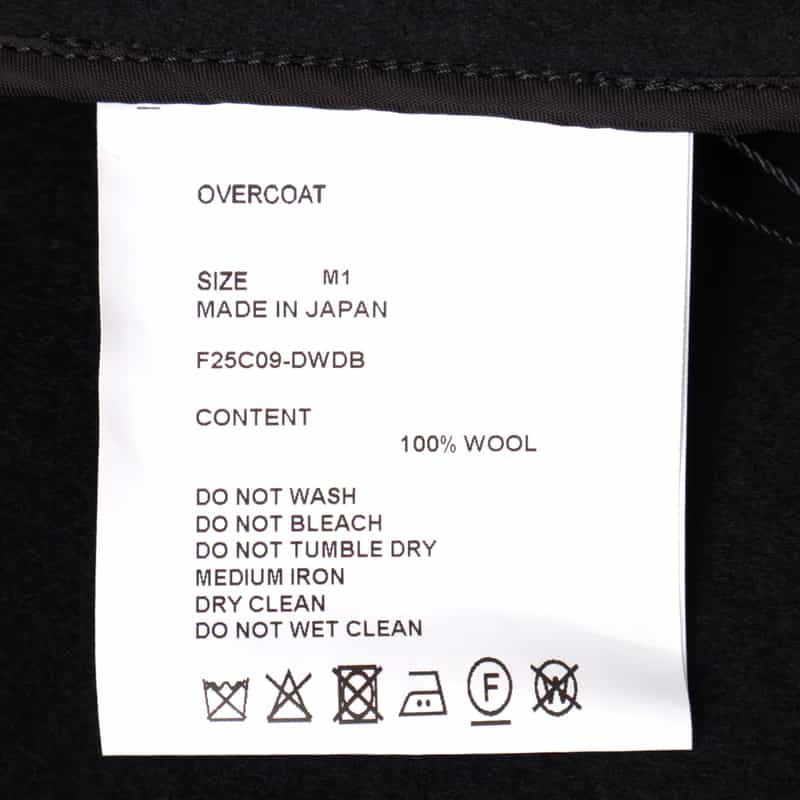 OVERCOAT
SIZE M1
MADE IN JAPAN
F25C09-DWDB
CONTENT
100% WOOL
DO NOT WASH
DO NOT BLEACH
DO NOT TUMBLE DRY
MEDIUM IRON
DRY CLEAN
DO NOT WET CLEAN
F W